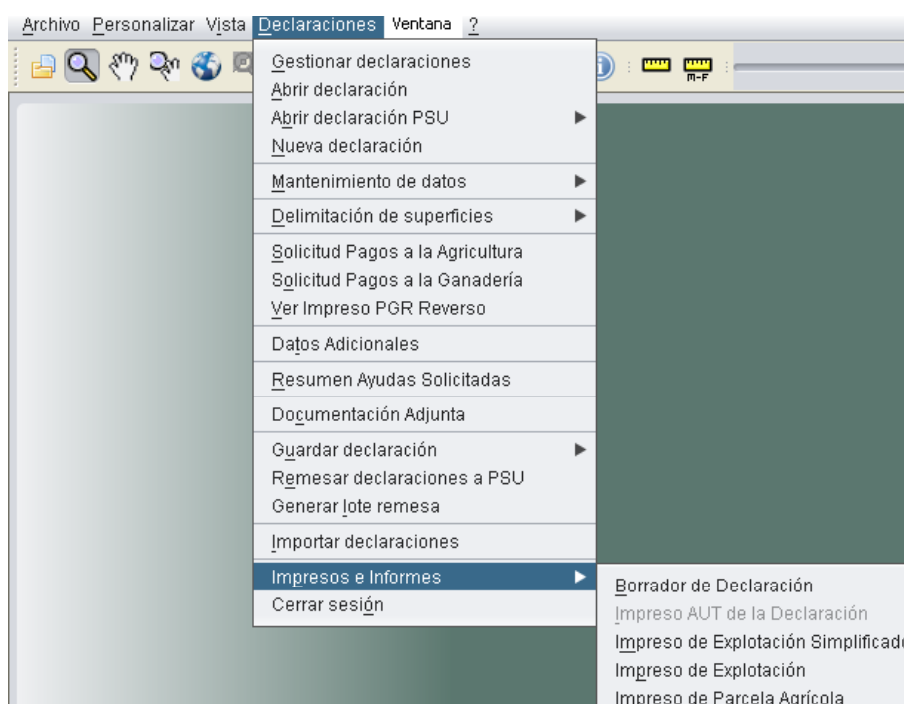 Archivo Personalizar Vista Declaraciones Ventana ?
Gestionar declaraciones
Abrir declaración
Abrir declaración PSU
Nueva declaración
Mantenimiento de datos
Delimitación de superficies
Solicitud Pagos a la Agricultura
Solicitud Pagos a la Ganadería
Ver Impreso PGR Reverso
Datos Adicionales
Resumen Ayudas Solicitadas
Documentación Adjunta
Guardar declaración
Remesar declaraciones a PSU
Generar lote remesa
Importar declaraciones
Impresos e Informes
Cerrar sesión
Borrador de Declaración
Impreso AUT de la Declaración
Impreso de Explotación Simplificado
Impreso de Explotación
Impreso de Parcela Agrícola
m-F